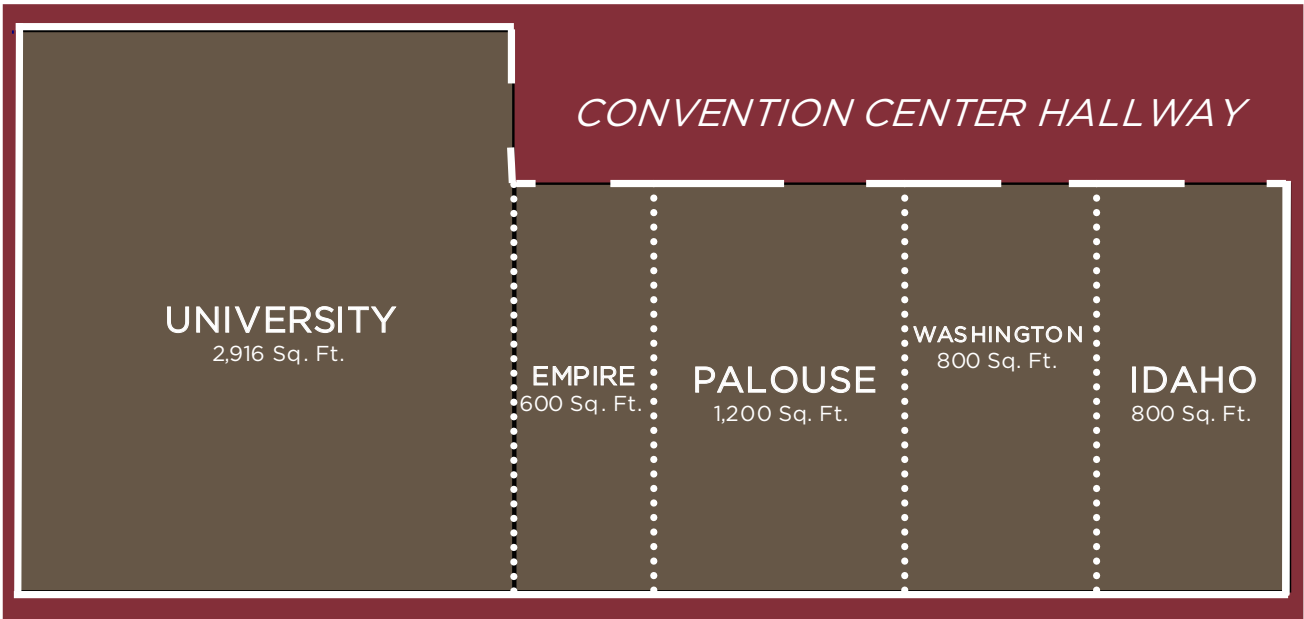 CONVENTION CENTER HALLWAY
UNIVERSITY
2,916 Sq. Ft.
EMPIRE
600 Sq. Ft.
PALOUSE
1,200 Sq. Ft.
WASHINGTON
800 Sq. Ft.
IDAHO
800 Sq. Ft.